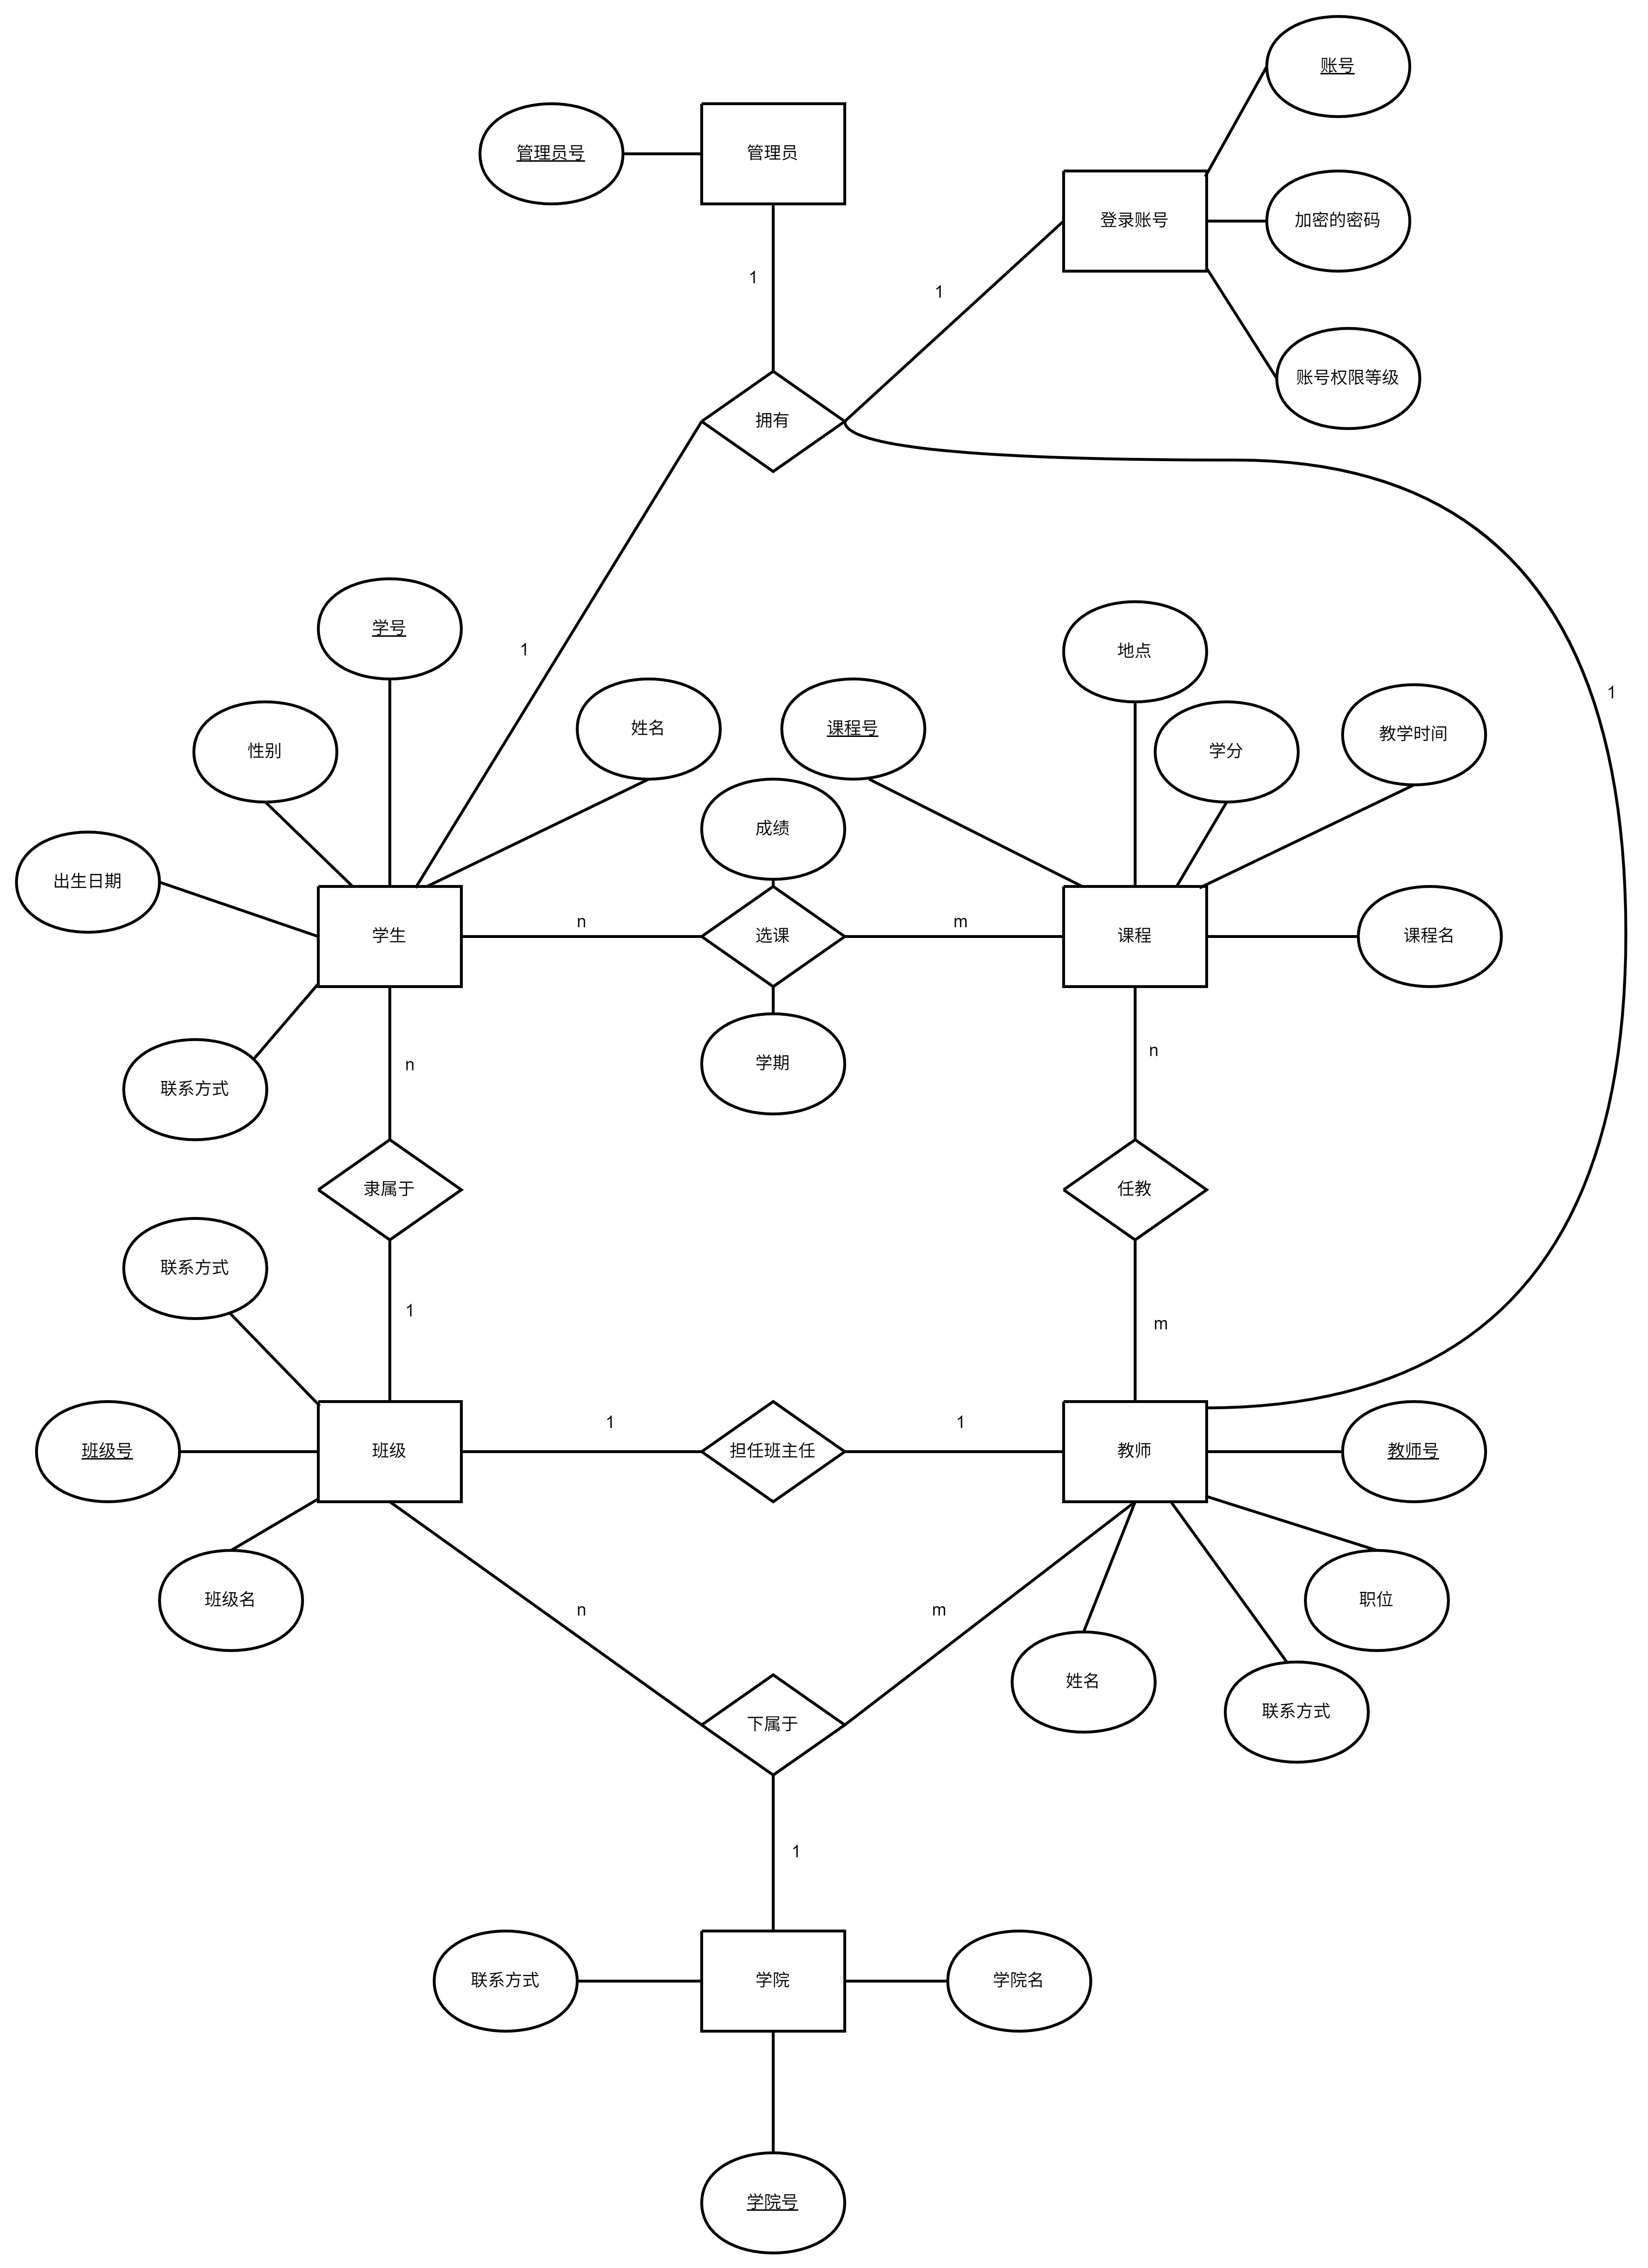 账号
管理员号
管理员
登录账号
加密的密码
1
1
账号权限等级
拥有
学号
1
地点
1
性别
姓名
课程号
学分
教学时间
成绩
出生日期
学生
n
选课
m
课程
课程名
联系方式
n
学期
n
隶属于
任教
联系方式
1
m
班级号
班级
1
担任班主任
1
教师
教师号
班级名
n
m
职位
姓名
联系方式
下属于
1
联系方式
学院
学院名
学院号